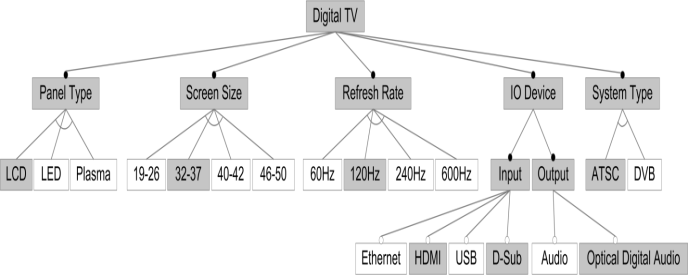 Digital TV
Panel Type Screen Size Refresh Rate IO Device System Type
LCD LED Plasma 19-26 32-37 40-42 46-50 60Hz 120Hz 240Hz 600Hz Input Output ATSC DVB
Ethernet HDMI USB D-Sub Audio Optical Digital Audio